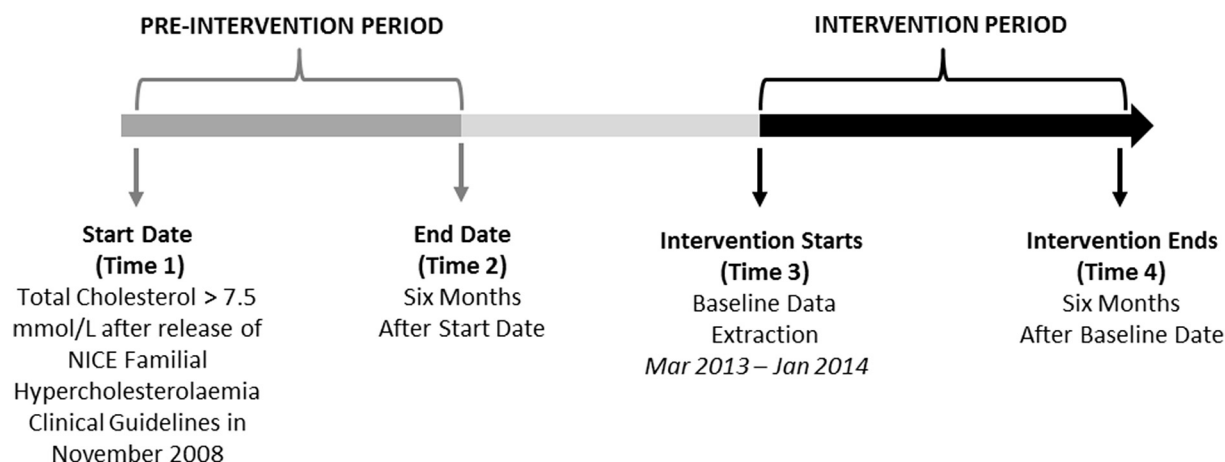 PRE-INTERVENTION PERIOD
INTERVENTION PERIOD
Start Date
(Time 1)
Total Cholesterol > 7.5
mmol/L after release of
NICE Familial
Hypercholesterolaemia
Clinical Guidelines in
November 2008
End Date
(Time 2)
Six Months
After Start Date
Intervention Starts
(Time 3)
Baseline Data
Extraction
Mar 2013 – Jan 2014
Intervention Ends
(Time 4)
Six Months
After Baseline Date